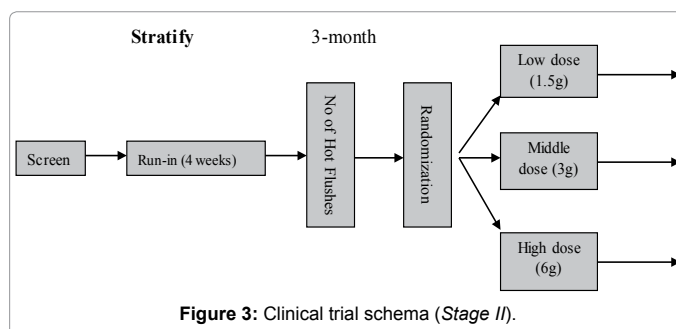 Stratify
3-month
Screen
Run-in (4 weeks)
No of Hot Flushes
Randomization
Low dose
(1.5g)
Middle
dose (3g)
High dose
(6g)
Figure 3: Clinical trial schema (Stage II).